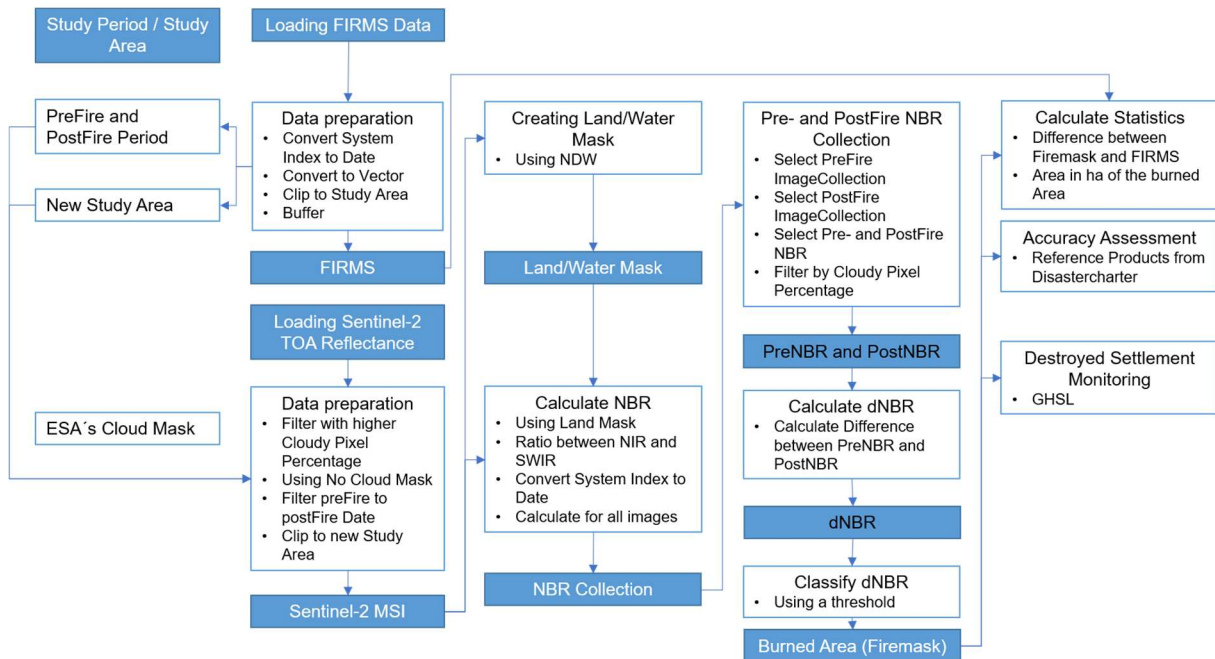 Study Period / Study
Area
Loading FIRMS Data
PreFire and
PostFire Period
New Study Area
Data preparation
• Convert System
Index to Date
• Convert to Vector
• Clip to Study Area
• Buffer
FIRMS
Loading Sentinel-2
TOA Reflectance
ESA´s Cloud Mask
Data preparation
• Filter with higher
Cloudy Pixel
Percentage
• Using No Cloud Mask
• Filter preFire to
postFire Date
• Clip to new Study
Area
Sentinel-2 MSI
Creating Land/Water
Mask
• Using NDW
Land/Water Mask
Calculate NBR
• Using Land Mask
• Ratio between NIR and
SWIR
• Convert System Index to
Date
• Calculate for all images
NBR Collection
Pre- and PostFire NBR
Collection
• Select PreFire
ImageCollection
• Select PostFire
ImageCollection
• Select Pre- and PostFire
NBR
• Filter by Cloudy Pixel
Percentage
PreNBR and PostNBR
Calculate dNBR
• Calculate Difference
between PreNBR and
PostNBR
dNBR
Classify dNBR
• Using a threshold
Burned Area (Firemask)
Calculate Statistics
• Difference between
Firemask and FIRMS
• Area in ha of the burned
Area
Accuracy Assessment
• Reference Products from
Disastercharter
Destroyed Settlement
Monitoring
• GHSL